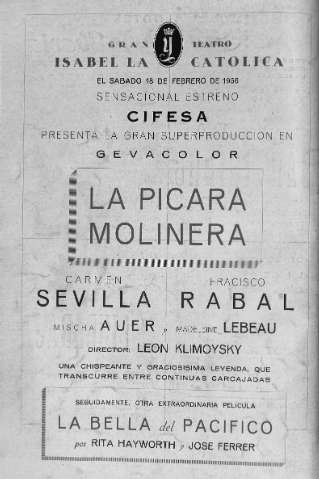 GRAN TEATRO
ISABEL LA CATOLICA
EL SABADO 18 DE FEBRERO DE 1956
SENSACIONAL ESTRENO
CIFESA
PRESENTA LA GRAN SUPERPRODUCCION EN
GEVACOLOR
LA PICARA
MOLINERA
CARMEN FRACISCO
SEVILLA RABAL
MISCHA AUER y MADELEINE LEBEAU
DIRECTOR: LEON KLIMOYSKY
UNA CHISPEANTE Y GRACIOSISIMA LEYENDA, QUE
TRANSCURRE ENTRE CONTINUAS CARCAJADAS
SEGUIDAMENTE, OTRA EXTRAORDINARIA PELICULA
LA BELLA del PACIFICO
por RITA HAYWORTH y JOSE FERRER